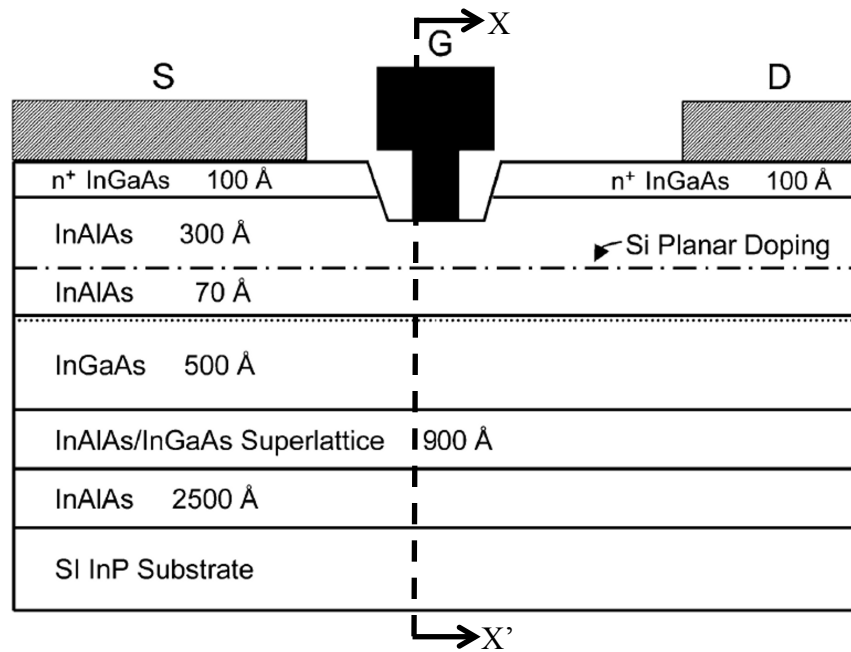 X
G
S
D
n⁺ InGaAs 100 Å
n⁺ InGaAs 100 Å
InAlAs 300 Å
Si Planar Doping
InAlAs 70 Å
InGaAs 500 Å
InAlAs/InGaAs Superlattice 900 Å
InAlAs 2500 Å
SI InP Substrate
X'